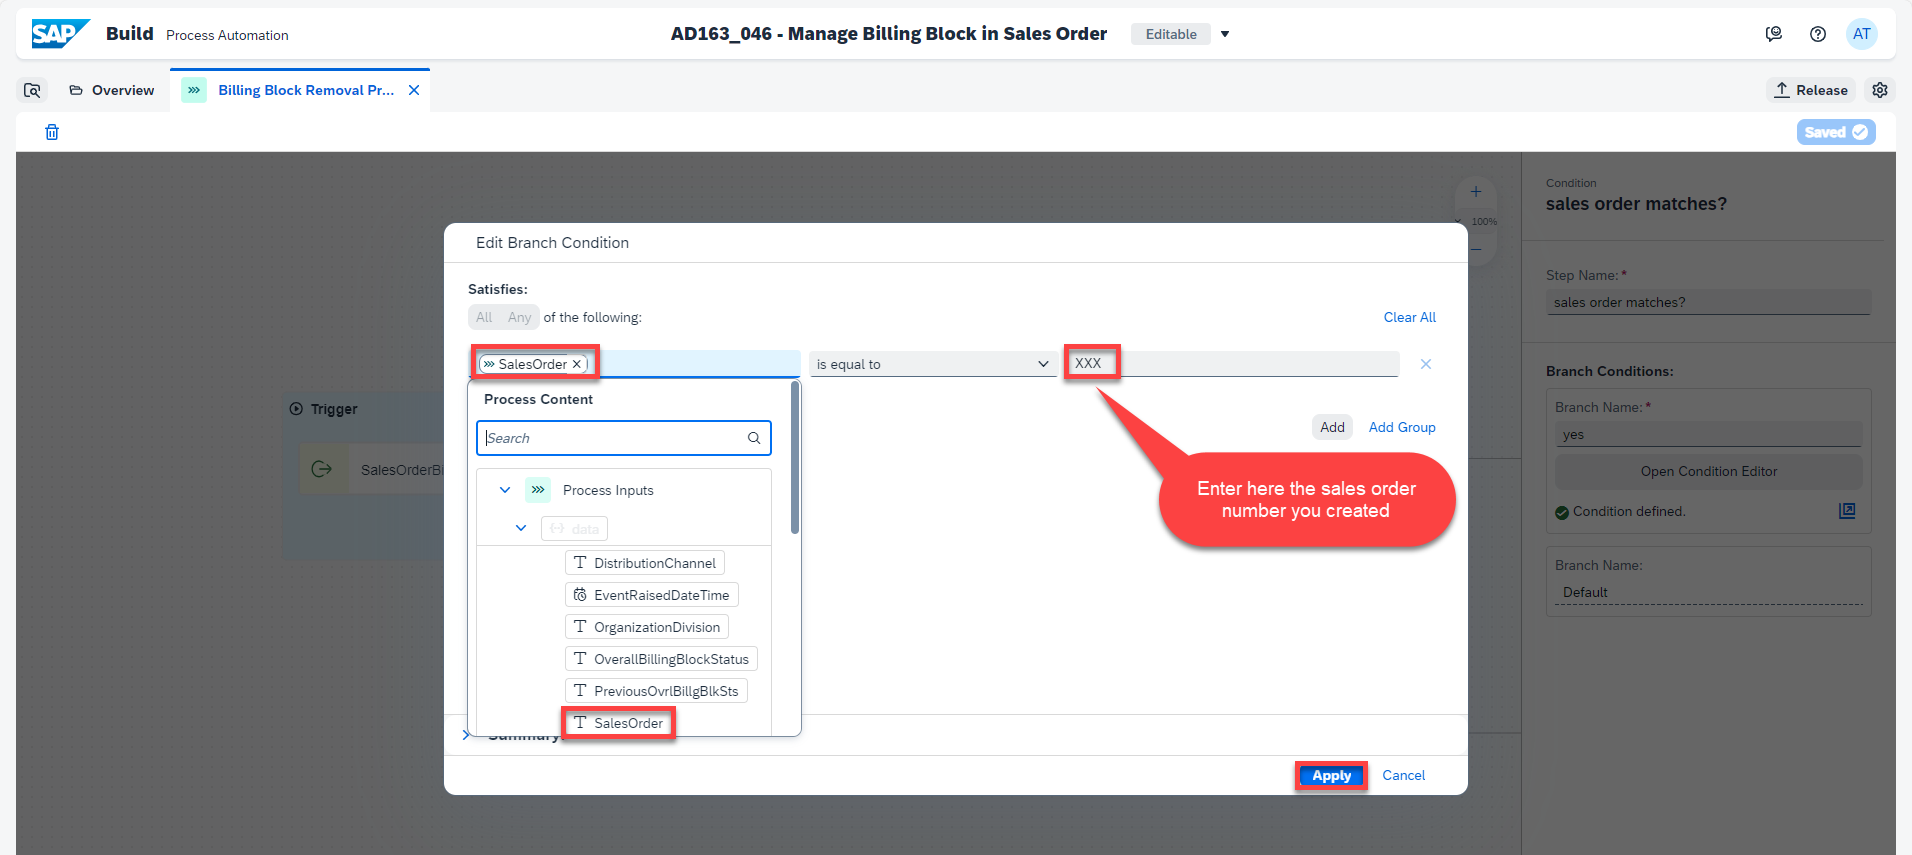 SAP Build Process Automation
AD163_046 - Manage Billing Block in Sales Order Editable
AT
Overview
Billing Block Removal Pr...
Release
Saved
100%
Condition
sales order matches?
Step Name: *
sales order matches?
Branch Conditions:
Branch Name: *
yes
Open Condition Editor
Condition defined.
Branch Name:
Default
Trigger
SalesOrderBi
Edit Branch Condition
Satisfies:
All Any of the following:
Clear All
SalesOrder
is equal to
XXX
Process Content
Search
Process Inputs
data
DistributionChannel
EventRaisedDateTime
OrganizationDivision
OverallBillingBlockStatus
PreviousOvrlBillgBlkSts
SalesOrder
Add Add Group
Enter here the sales order
number you created
Summary
Apply Cancel